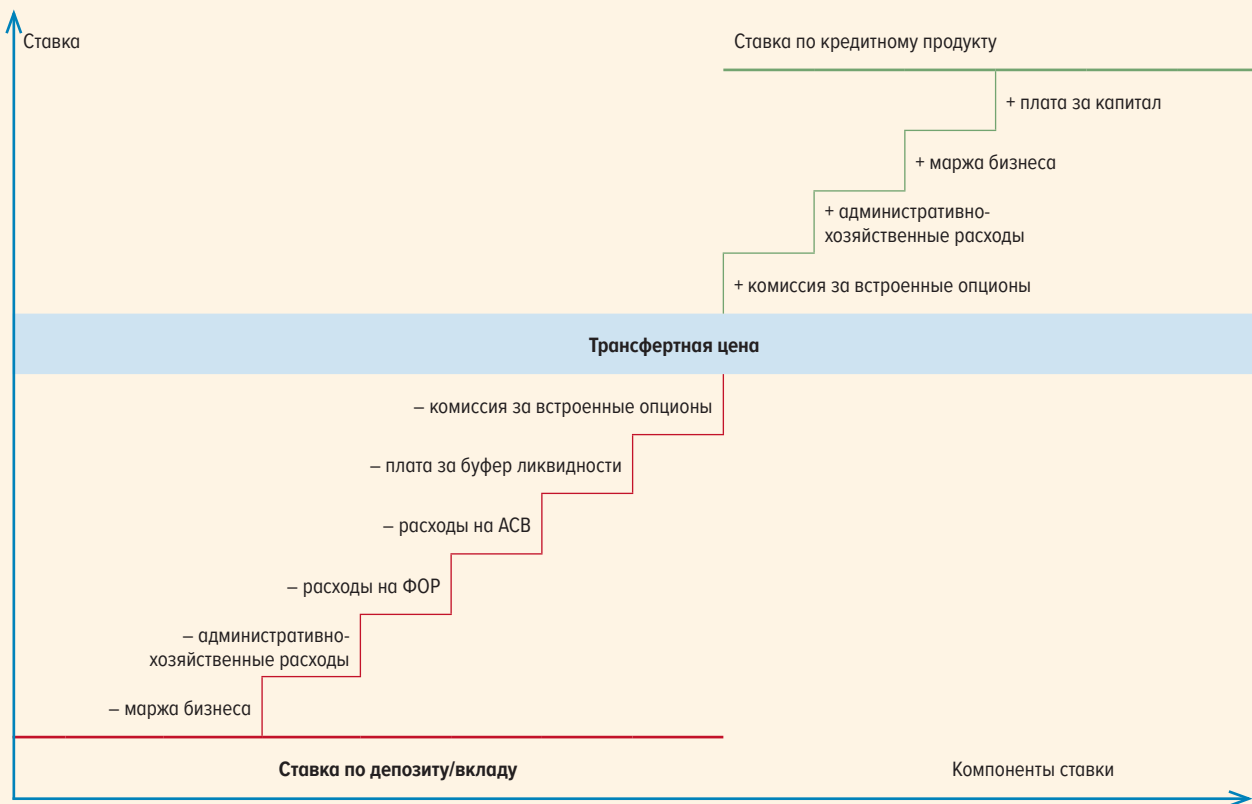 Ставка
Ставка по кредитному продукту
+ плата за капитал
+ маржа бизнеса
+ административно-
хозяйственные расходы
+ комиссия за встроенные опционы
Трансфертная цена
– комиссия за встроенные опционы
– плата за буфер ликвидности
– расходы на АСВ
– расходы на ФОР
– административно-
хозяйственные расходы
– маржа бизнеса
Ставка по депозиту/вкладу
Компоненты ставки